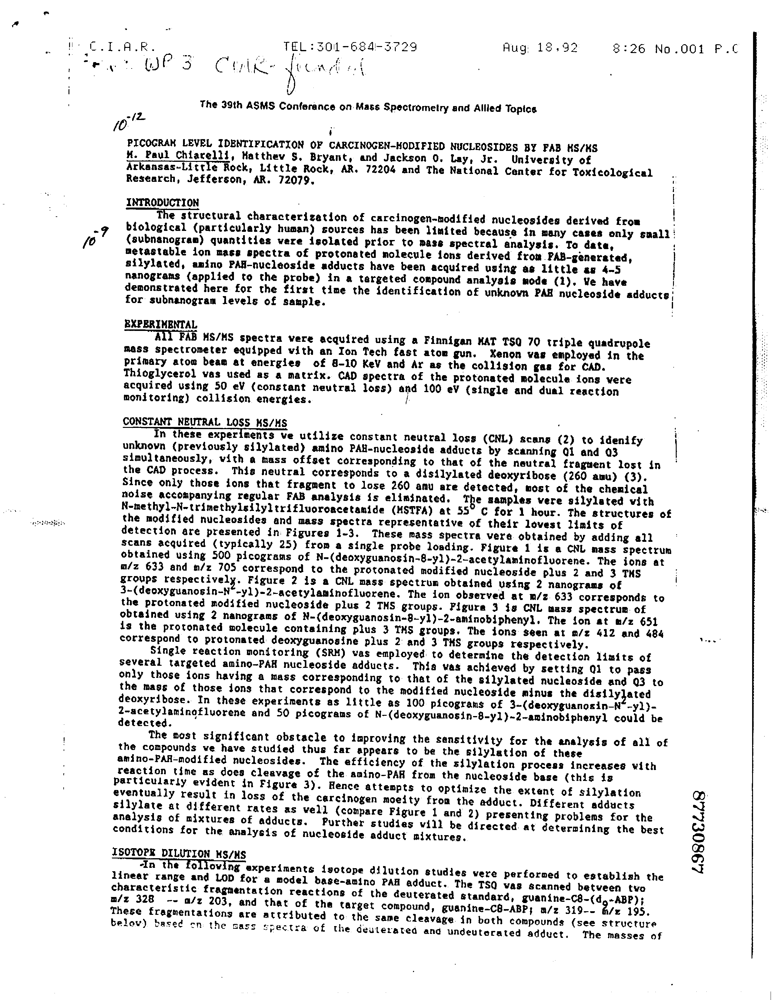 C.I.A.R. TEL:301-684-3729 Aug 18,92 8:26 No.001 P.0
WP 3 CIAR-funded
The 39th ASMS Conference on Mass Spectrometry and Allied Topics
10-12
PICOGRAM LEVEL IDENTIFICATION OF CARCINOGEN-MODIFIED NUCLEOSIDES BY FAB MS/MS
M. Paul Chiarelli, Matthew S. Bryant, and Jackson O. Lay, Jr. University of
Arkansas-Little Rock, Little Rock, AR. 72204 and The National Center for Toxicological
Research, Jefferson, AR. 72079.
INTRODUCTION
The structural characterization of carcinogen-modified nucleosides derived from
biological (particularly human) sources has been limited because in many cases only small
10-9 (subnanogram) quantities were isolated prior to mass spectral analysis. To date,
metastable ion mass spectra of protonated molecule ions derived from FAB-generated,
silylated, amino PAH-nucleoside adducts have been acquired using as little as 4-5
nanograms (applied to the probe) in a targeted compound analysis mode (1). We have
demonstrated here for the first time the identification of unknown PAH nucleoside adducts
for subnanogram levels of sample.
EXPERIMENTAL
All FAB MS/MS spectra were acquired using a Finnigan MAT TSQ 70 triple quadrupole
mass spectrometer equipped with an Ion Tech fast atom gun. Xenon was employed in the
primary atom beam at energies of 8-10 KeV and Ar as the collision gas for CAD.
Thioglycerol was used as a matrix. CAD spectra of the protonated molecule ions were
acquired using 50 eV (constant neutral loss) and 100 eV (single and dual reaction
monitoring) collision energies.
CONSTANT NEUTRAL LOSS MS/MS
In these experiments we utilize constant neutral loss (CNL) scans (2) to idenify
unknown (previously silylated) amino PAH-nucleoside adducts by scanning Q1 and Q3
simultaneously, with a mass offset corresponding to that of the neutral fragment lost in
the CAD process. This neutral corresponds to a disilylated deoxyribose (260 amu) (3).
Since only those ions that fragment to lose 260 amu are detected, most of the chemical
noise accompanying regular FAB analysis is eliminated. The samples were silylated with
N-methyl-N-trimethylsilyltrifluoroacetamide (MSTFA) at 55° C for 1 hour. The structures of
the modified nucleosides and mass spectra representative of their lowest limits of
detection are presented in Figures 1-3. These mass spectra were obtained by adding all
scans acquired (typically 25) from a single probe loading. Figure 1 is a CNL mass spectrum
obtained using 500 picograms of N-(deoxyguanosin-8-yl)-2-acetylaminofluorene. The ions at
m/z 633 and m/z 705 correspond to the protonated modified nucleoside plus 2 and 3 TMS
groups respectively. Figure 2 is a CNL mass spectrum obtained using 2 nanograms of
3-(deoxyguanosin-N²-yl)-2-acetylaminofluorene. The ion observed at m/z 633 corresponds to
the protonated modified nucleoside plus 2 TMS groups. Figure 3 is CNL mass spectrum of
obtained using 2 nanograms of N-(deoxyguanosin-8-yl)-2-aminobiphenyl. The ion at m/z 651
is the protonated molecule containing plus 3 TMS groups. The ions seen at m/z 412 and 484
correspond to protonated deoxyguanosine plus 2 and 3 TMS groups respectively.
Single reaction monitoring (SRM) was employed to determine the detection limits of
several targeted amino-PAH nucleoside adducts. This was achieved by setting Q1 to pass
only those ions having a mass corresponding to that of the silylated nucleoside and Q3 to
the mass of those ions that correspond to the modified nucleoside minus the disilylated
deoxyribose. In these experiments as little as 100 picograms of 3-(deoxyguanosin-N²-yl)-
2-acetylaminofluorene and 50 picograms of N-(deoxyguanosin-8-yl)-2-aminobiphenyl could be
detected.
The most significant obstacle to improving the sensitivity for the analysis of all of
the compounds we have studied thus far appears to be the silylation of these
amino-PAH-modified nucleosides. The efficiency of the silylation process increases with
reaction time as does cleavage of the amino-PAH from the nucleoside base (this is
particularly evident in Figure 3). Hence attempts to optimize the extent of silylation
eventually result in loss of the carcinogen moeity from the adduct. Different adducts
silylate at different rates as well (compare Figure 1 and 2) presenting problems for the
analysis of mixtures of adducts. Further studies will be directed at determining the best
conditions for the analysis of nucleoside adduct mixtures.
ISOTOPE DILUTION MS/MS
In the following experiments isotope dilution studies were performed to establish the
linear range and LOD for a model base-amino PAH adduct. The TSQ was scanned between two
characteristic fragmentation reactions of the deuterated standard, guanine-C8-(d9-ABP);
m/z 328 -- m/z 203, and that of the target compound, guanine-C8-ABP; m/z 319-- m/z 195.
These fragmentations are attributed to the same cleavage in both compounds (see structure
below) based on the mass spectra of the deuterated and undeuterated adduct. The masses of
87730867